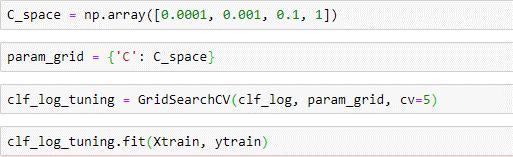 C_space = np.array([0.0001, 0.001, 0.1, 1])
param_grid = {'C': C_space}
clf_log_tuning = GridSearchCV(clf_log, param_grid, cv=5)
clf_log_tuning.fit(Xtrain, ytrain)